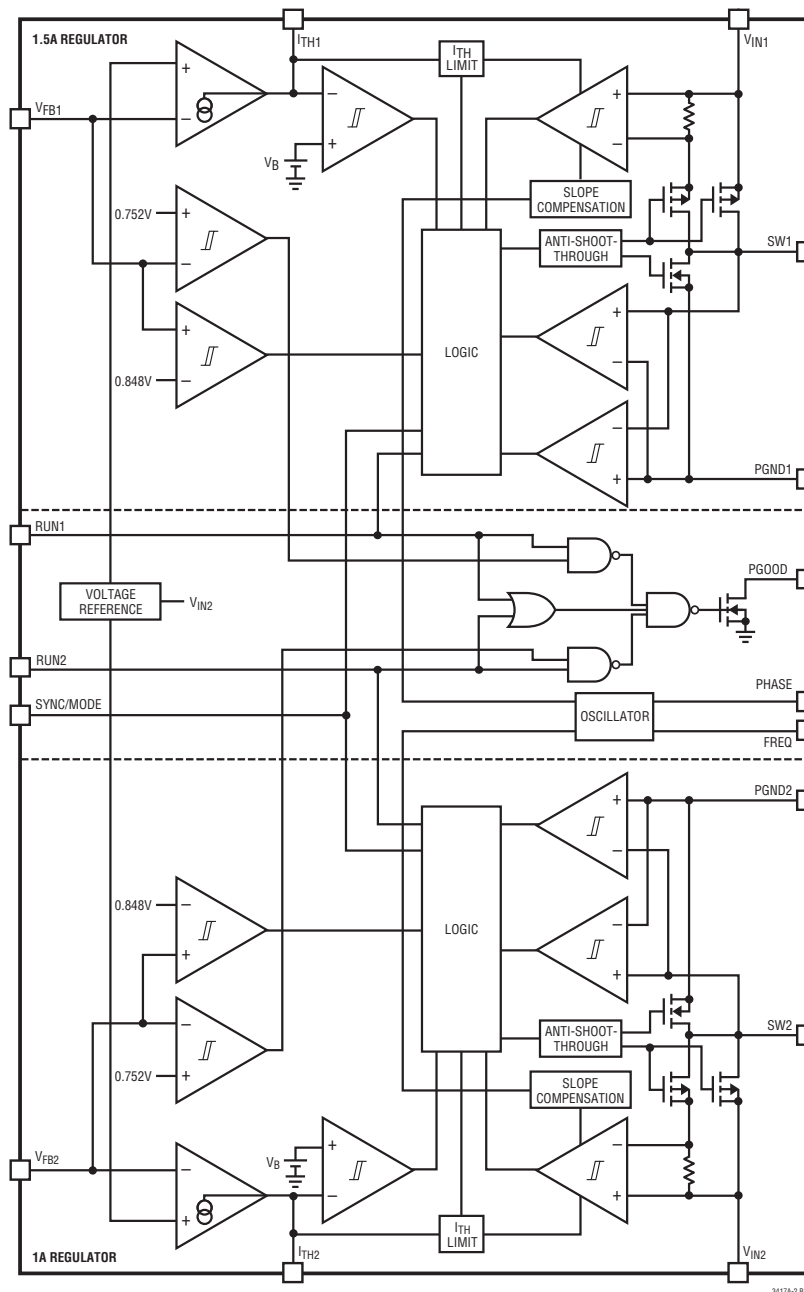 1.5A REGULATOR
ITH1
VIN1
ITH
LIMIT
+
−
VFB1
−
+
+
−
VB
SLOPE
COMPENSATION
0.752V
+
−
ANTI-SHOOT-
THROUGH
SW1
+
−
0.848V
LOGIC
+
−
−
+
PGND1
RUN1
PGOOD
VOLTAGE
REFERENCE
VIN2
RUN2
SYNC/MODE
PHASE
OSCILLATOR
FREQ
PGND2
+
−
0.848V
−
+
LOGIC
−
+
−
0.752V
+
ANTI-SHOOT-
THROUGH
SW2
SLOPE
COMPENSATION
VFB2
−
+
VB
+
−
−
+
ITH
LIMIT
1A REGULATOR
ITH2
VIN2